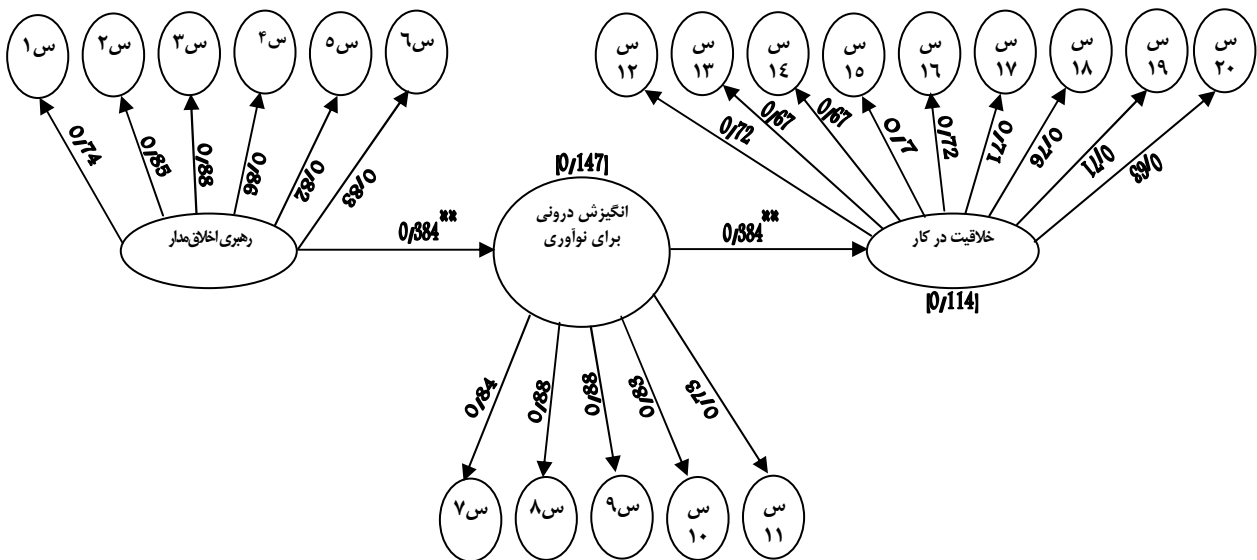 س۱
س۲
س۳
س۴
س۵
س۶
س
۱۲
س
۱۳
س
۱٤
س
۱۵
س
۱۶
س
۱۷
س
۱۸
س
۱۹
س
۲۰
0/74
0/85
0/88
0/86
0/82
0/83
0/72
0/67
0/67
0/7
0/72
0/71
0/76
0/71
0/63
رهبری اخلاق‌مدار
0/384**
[0/147]
انگیزش درونی
برای نوآوری
0/384**
خلاقیت در کار
[0/114]
0/84
0/88
0/88
0/83
0/73
س۷
س۸
س۹
س
۱۰
س
۱۱